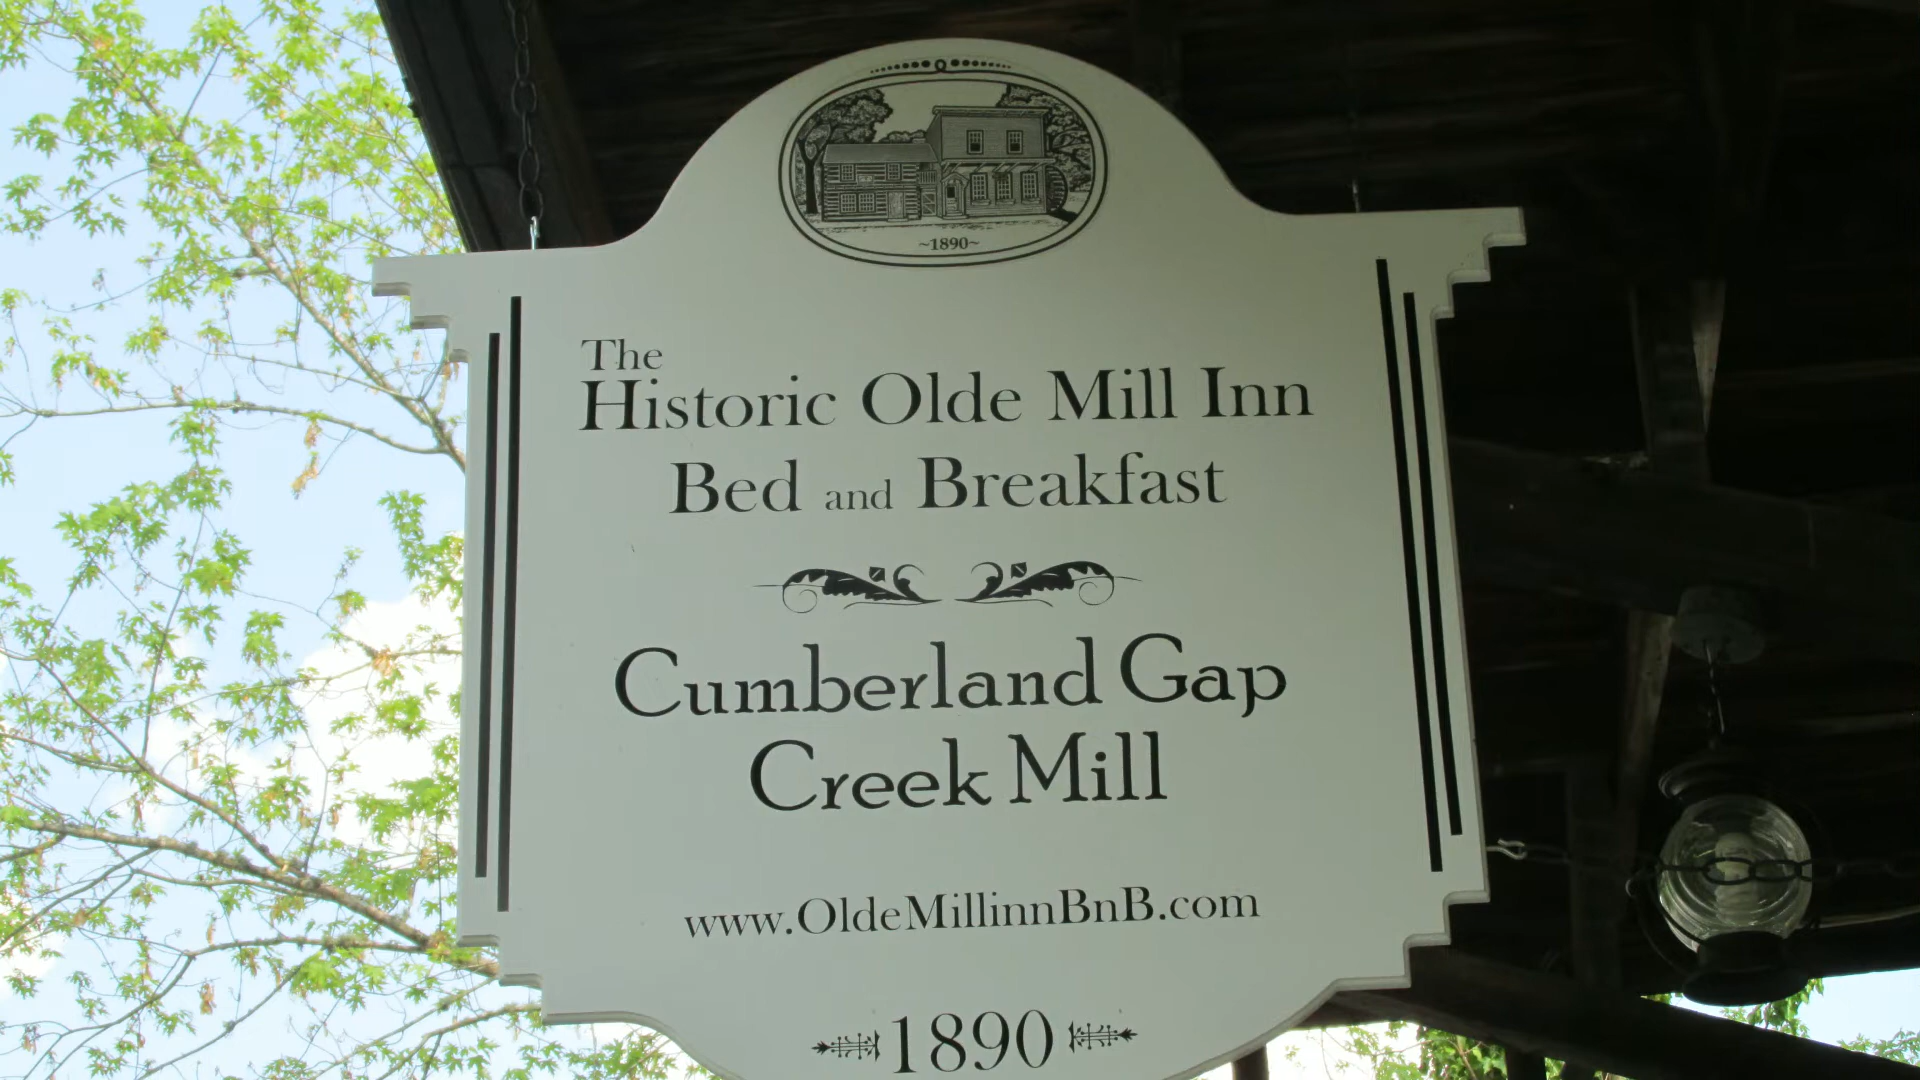 ~1890~
The
Historic Olde Mill Inn
Bed and Breakfast
Cumberland Gap
Creek Mill
www.OldeMillinnBnB.com
1890